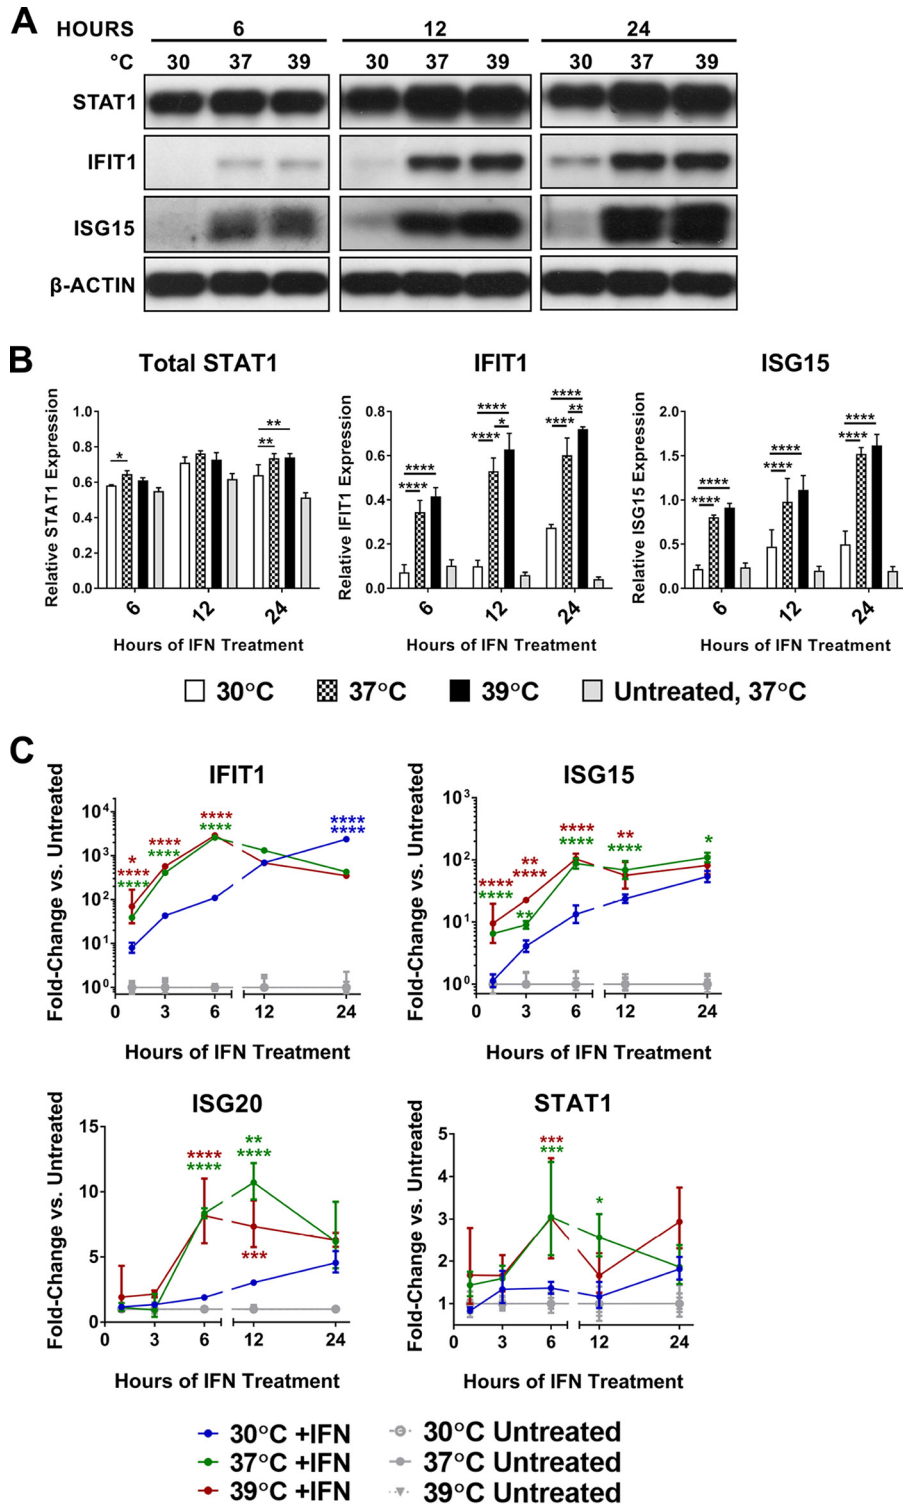 A
HOURS 6 12 24
°C 30 37 39 30 37 39 30 37 39
STAT1
IFIT1
ISG15
β-ACTIN
B
Total STAT1
Relative STAT1 Expression
1.0
0.8
0.6
0.4
0.2
0.0
*
**
**
6 12 24
Hours of IFN Treatment
IFIT1
Relative IFIT1 Expression
0.8
0.6
0.4
0.2
0.0
****
****
****
* 
****
****
**
****
6 12 24
Hours of IFN Treatment
ISG15
Relative ISG15 Expression
2.0
1.5
1.0
0.5
0.0
****
****
****
****
****
****
6 12 24
Hours of IFN Treatment
30°C 37°C 39°C Untreated, 37°C
C
IFIT1
Fold-Change vs. Untreated
10⁴
10³
10²
10¹
10⁰
*
****
****
****
****
****
****
****
****
0 3 6 12 24
Hours of IFN Treatment
ISG15
Fold-Change vs. Untreated
10³
10²
10¹
10⁰
****
****
**
****
**
****
****
**
****
*
0 3 6 12 24
Hours of IFN Treatment
ISG20
Fold-Change vs. Untreated
15
10
5
0
****
****
**
****
***
0 3 6 12 24
Hours of IFN Treatment
STAT1
Fold-Change vs. Untreated
5
4
3
2
1
***
***
*
0 3 6 12 24
Hours of IFN Treatment
30°C +IFN 30°C Untreated
37°C +IFN 37°C Untreated
39°C +IFN 39°C Untreated